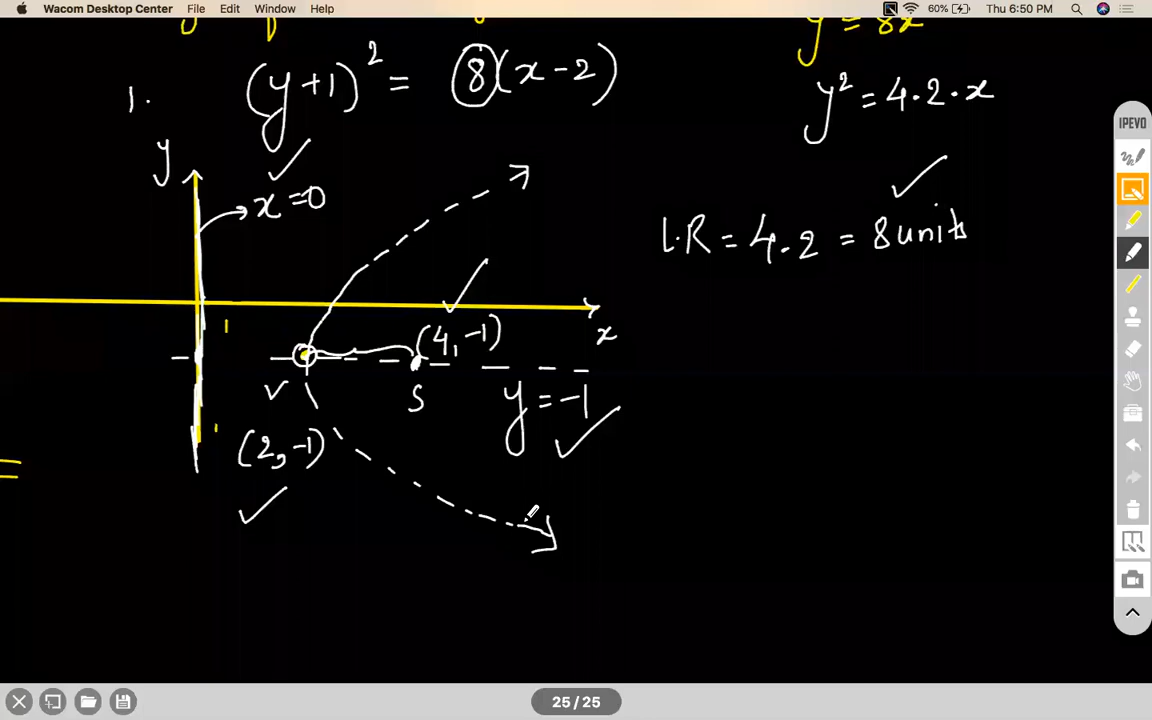 Wacom Desktop Center File Edit Window Help 60% Thu 6:50 PM
y = 8x
1. (y+1)² = 8(x-2)
y² = 4.2.x
IPEVO
y
x=0
L.R = 4.2 = 8 units
(4,-1)
x
V
S
y = -1
(2,-1)
25 / 25